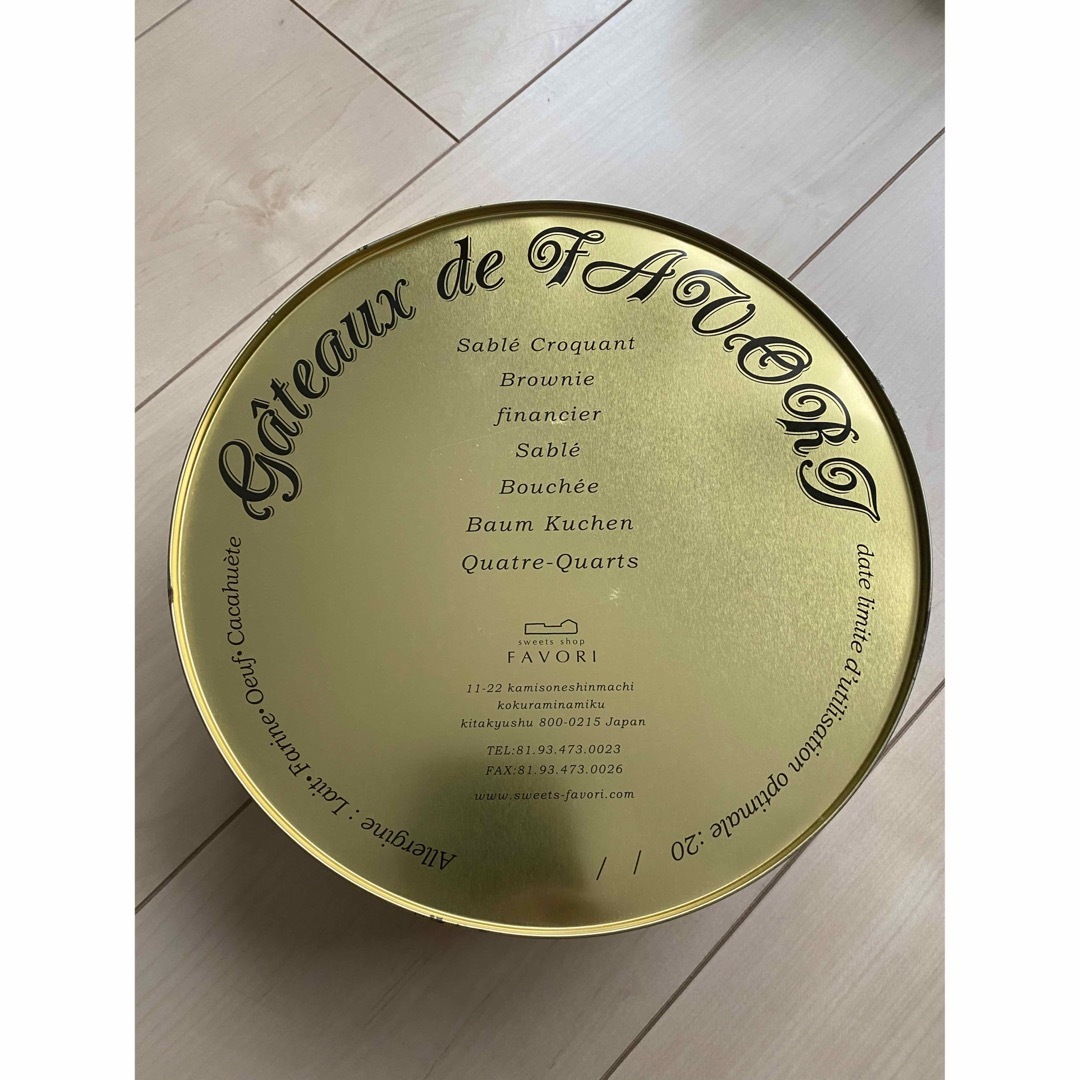 Gâteaux de FAVORI
Sablé Croquant
Brownie
financier
Sablé
Bouchée
Baum Kuchen
Quatre-Quarts
sweets shop
FAVORI
11-22 kamisoneshinmachi
kokuraminamiku
kitakyushu 800-0215 Japan
TEL:81.93.473.0023
FAX:81.93.473.0026
www.sweets-favori.com
Allergine : Lait•Farine•Oeuf•Cacahuète
date limite d'utilisation optimale :20 / /